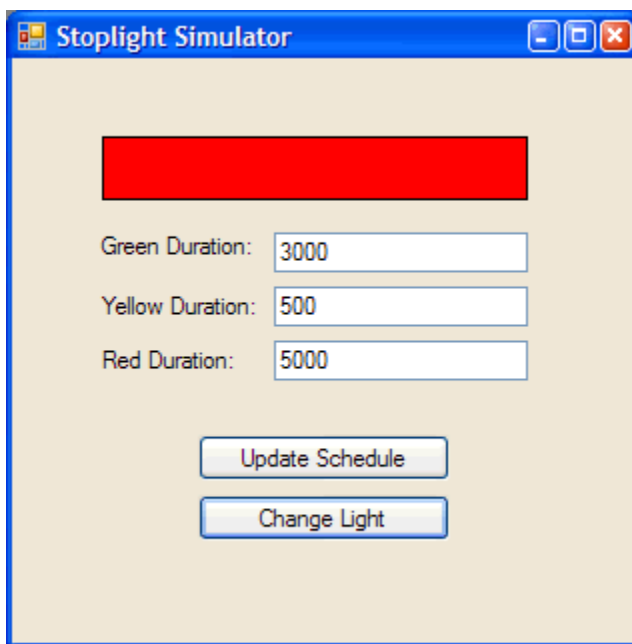 Stoplight Simulator
Green Duration: 3000
Yellow Duration: 500
Red Duration: 5000
Update Schedule
Change Light